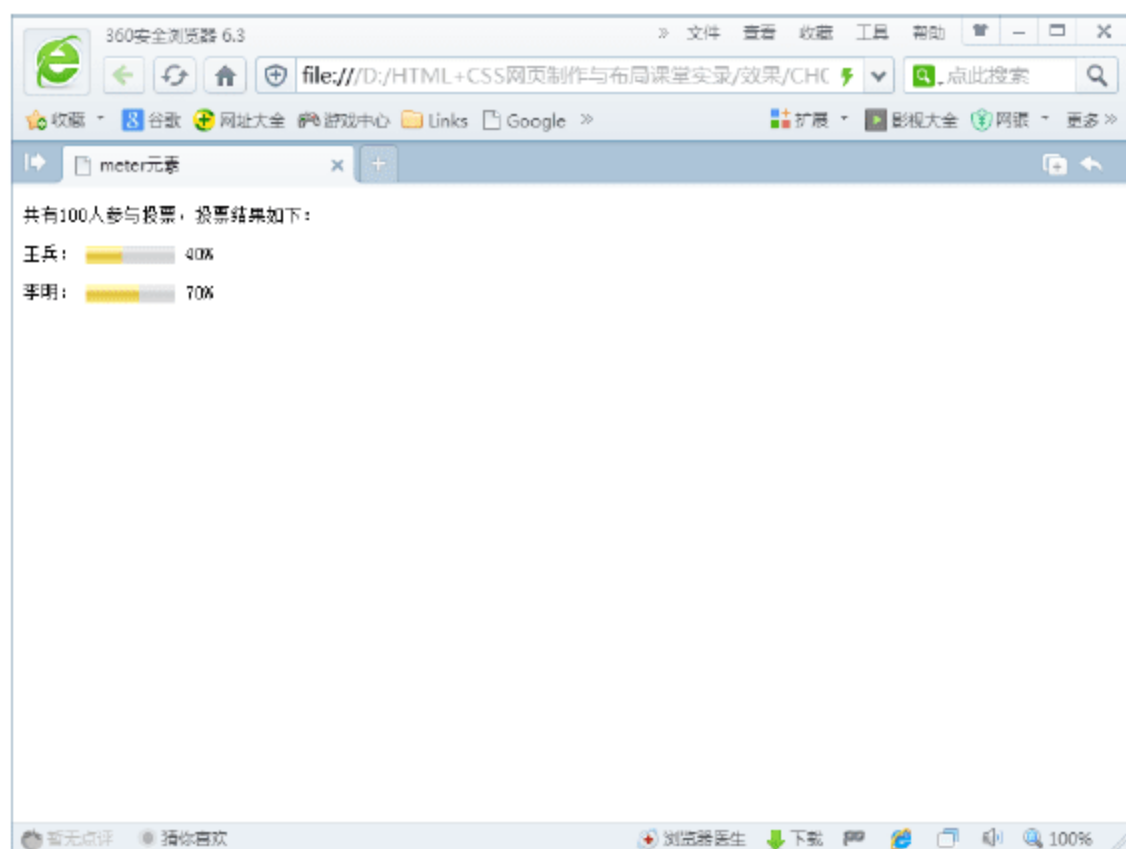 360安全浏览器 6.3 » 文件 查看 收藏 工具 帮助
file:///D:/HTML+CSS网页制作与布局课堂实录/效果/CHC 点此搜索
收藏 谷歌 网址大全 游戏中心 Links Google » 扩展 影视大全 网银 更多 »
meter元素
共有100人参与投票，投票结果如下：
王兵： 40%
李明： 70%
暂无点评 猜你喜欢 浏览器医生 下载 100%